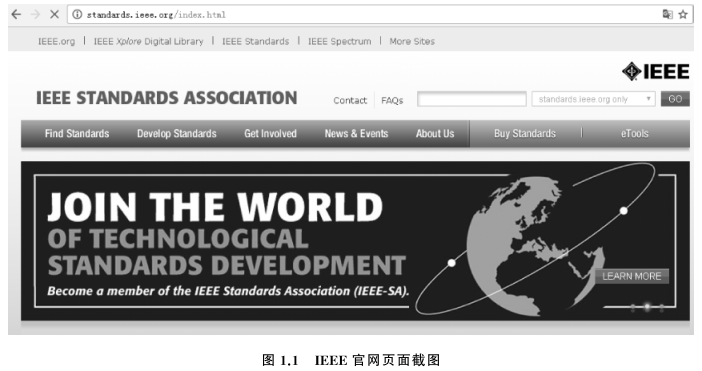 standards.ieee.org/index.html
IEEE.org | IEEE Xplore Digital Library | IEEE Standards | IEEE Spectrum | More Sites
IEEE
IEEE STANDARDS ASSOCIATION
Contact | FAQs
standards.ieee.org only
GO
Find Standards
Develop Standards
Get Involved
News & Events
About Us
Buy Standards | eTools
JOIN THE WORLD
OF TECHNOLOGICAL
STANDARDS DEVELOPMENT
Become a member of the IEEE Standards Association (IEEE-SA).
LEARN MORE
图 1.1 IEEE 官网页面截图